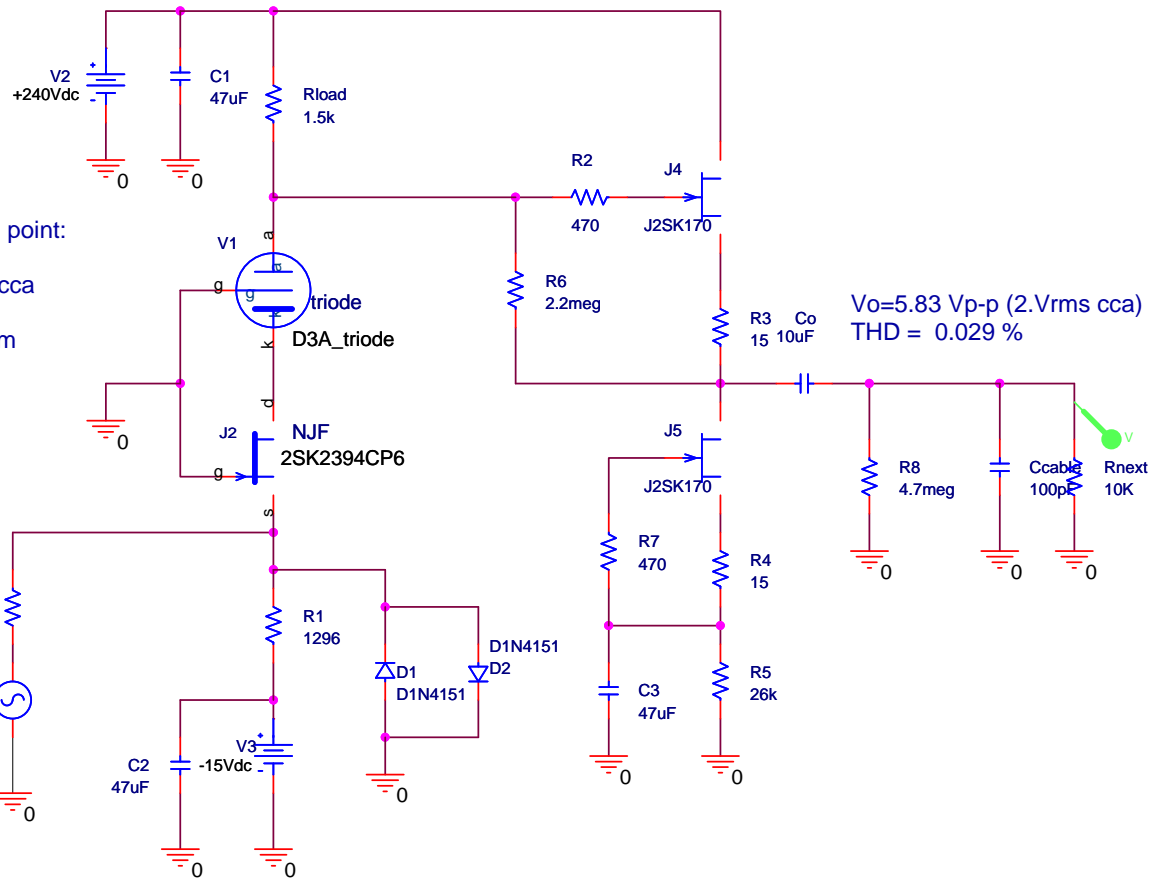 V2
+240Vdc
C1
47uF
Rload
1.5k
0
0
R2
470
J4
J2SK170
point:
cca
m
V1
a
a
g
g
k
k
triode
D3A_triode
R6
2.2meg
R3
15
Co
10uF
Vo=5.83 Vp-p (2.Vrms cca)
THD = 0.029 %
V
0
d
J2
NJF
2SK2394CP6
g
s
J5
J2SK170
R8
4.7meg
Ccable
100pF
Rnext
10K
0
0
0
R7
470
R4
15
R1
1296
D1
D1N4151
D1N4151
D2
C3
47uF
R5
26k
V3
-15Vdc
C2
47uF
0
0
0
0
0
0